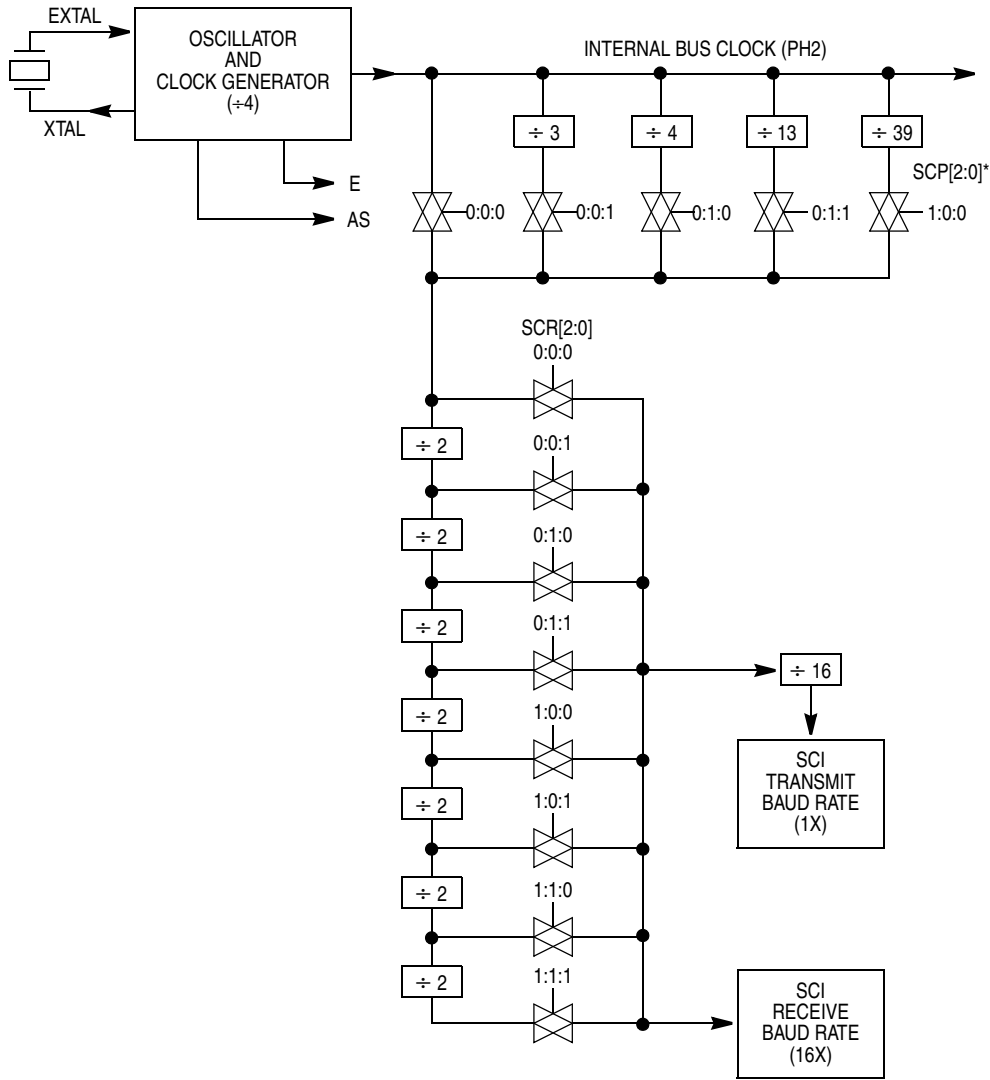 EXTAL
OSCILLATOR
AND
CLOCK GENERATOR
(÷4)
XTAL
E
AS
INTERNAL BUS CLOCK (PH2)
÷ 3
÷ 4
÷ 13
÷ 39
SCP[2:0]*
0:0:0
0:0:1
0:1:0
0:1:1
1:0:0
SCR[2:0]
0:0:0
÷ 2
0:0:1
÷ 2
0:1:0
÷ 2
0:1:1
÷ 16
÷ 2
1:0:0
SCI
TRANSMIT
BAUD RATE
(1X)
÷ 2
1:0:1
÷ 2
1:1:0
÷ 2
1:1:1
SCI
RECEIVE
BAUD RATE
(16X)